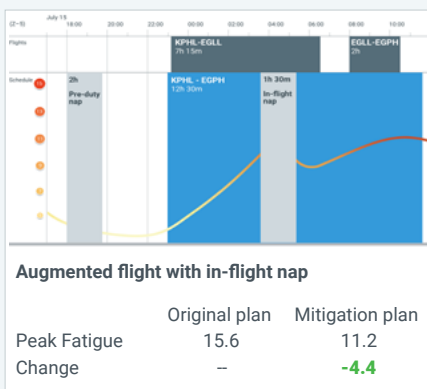 July 15
(Z-5) 18:00 20:00 22:00 00:00 02:00 04:00 06:00 08:00 10:00
Flights
KPHL-EGLL
7h 15m
EGLL-EGPH
2h
Schedule
2h
Pre-duty
nap
KPHL - EGPH
12h 30m
1h 30m
In-flight
nap
Augmented flight with in-flight nap
Original plan Mitigation plan
Peak Fatigue 15.6 11.2
Change -- -4.4